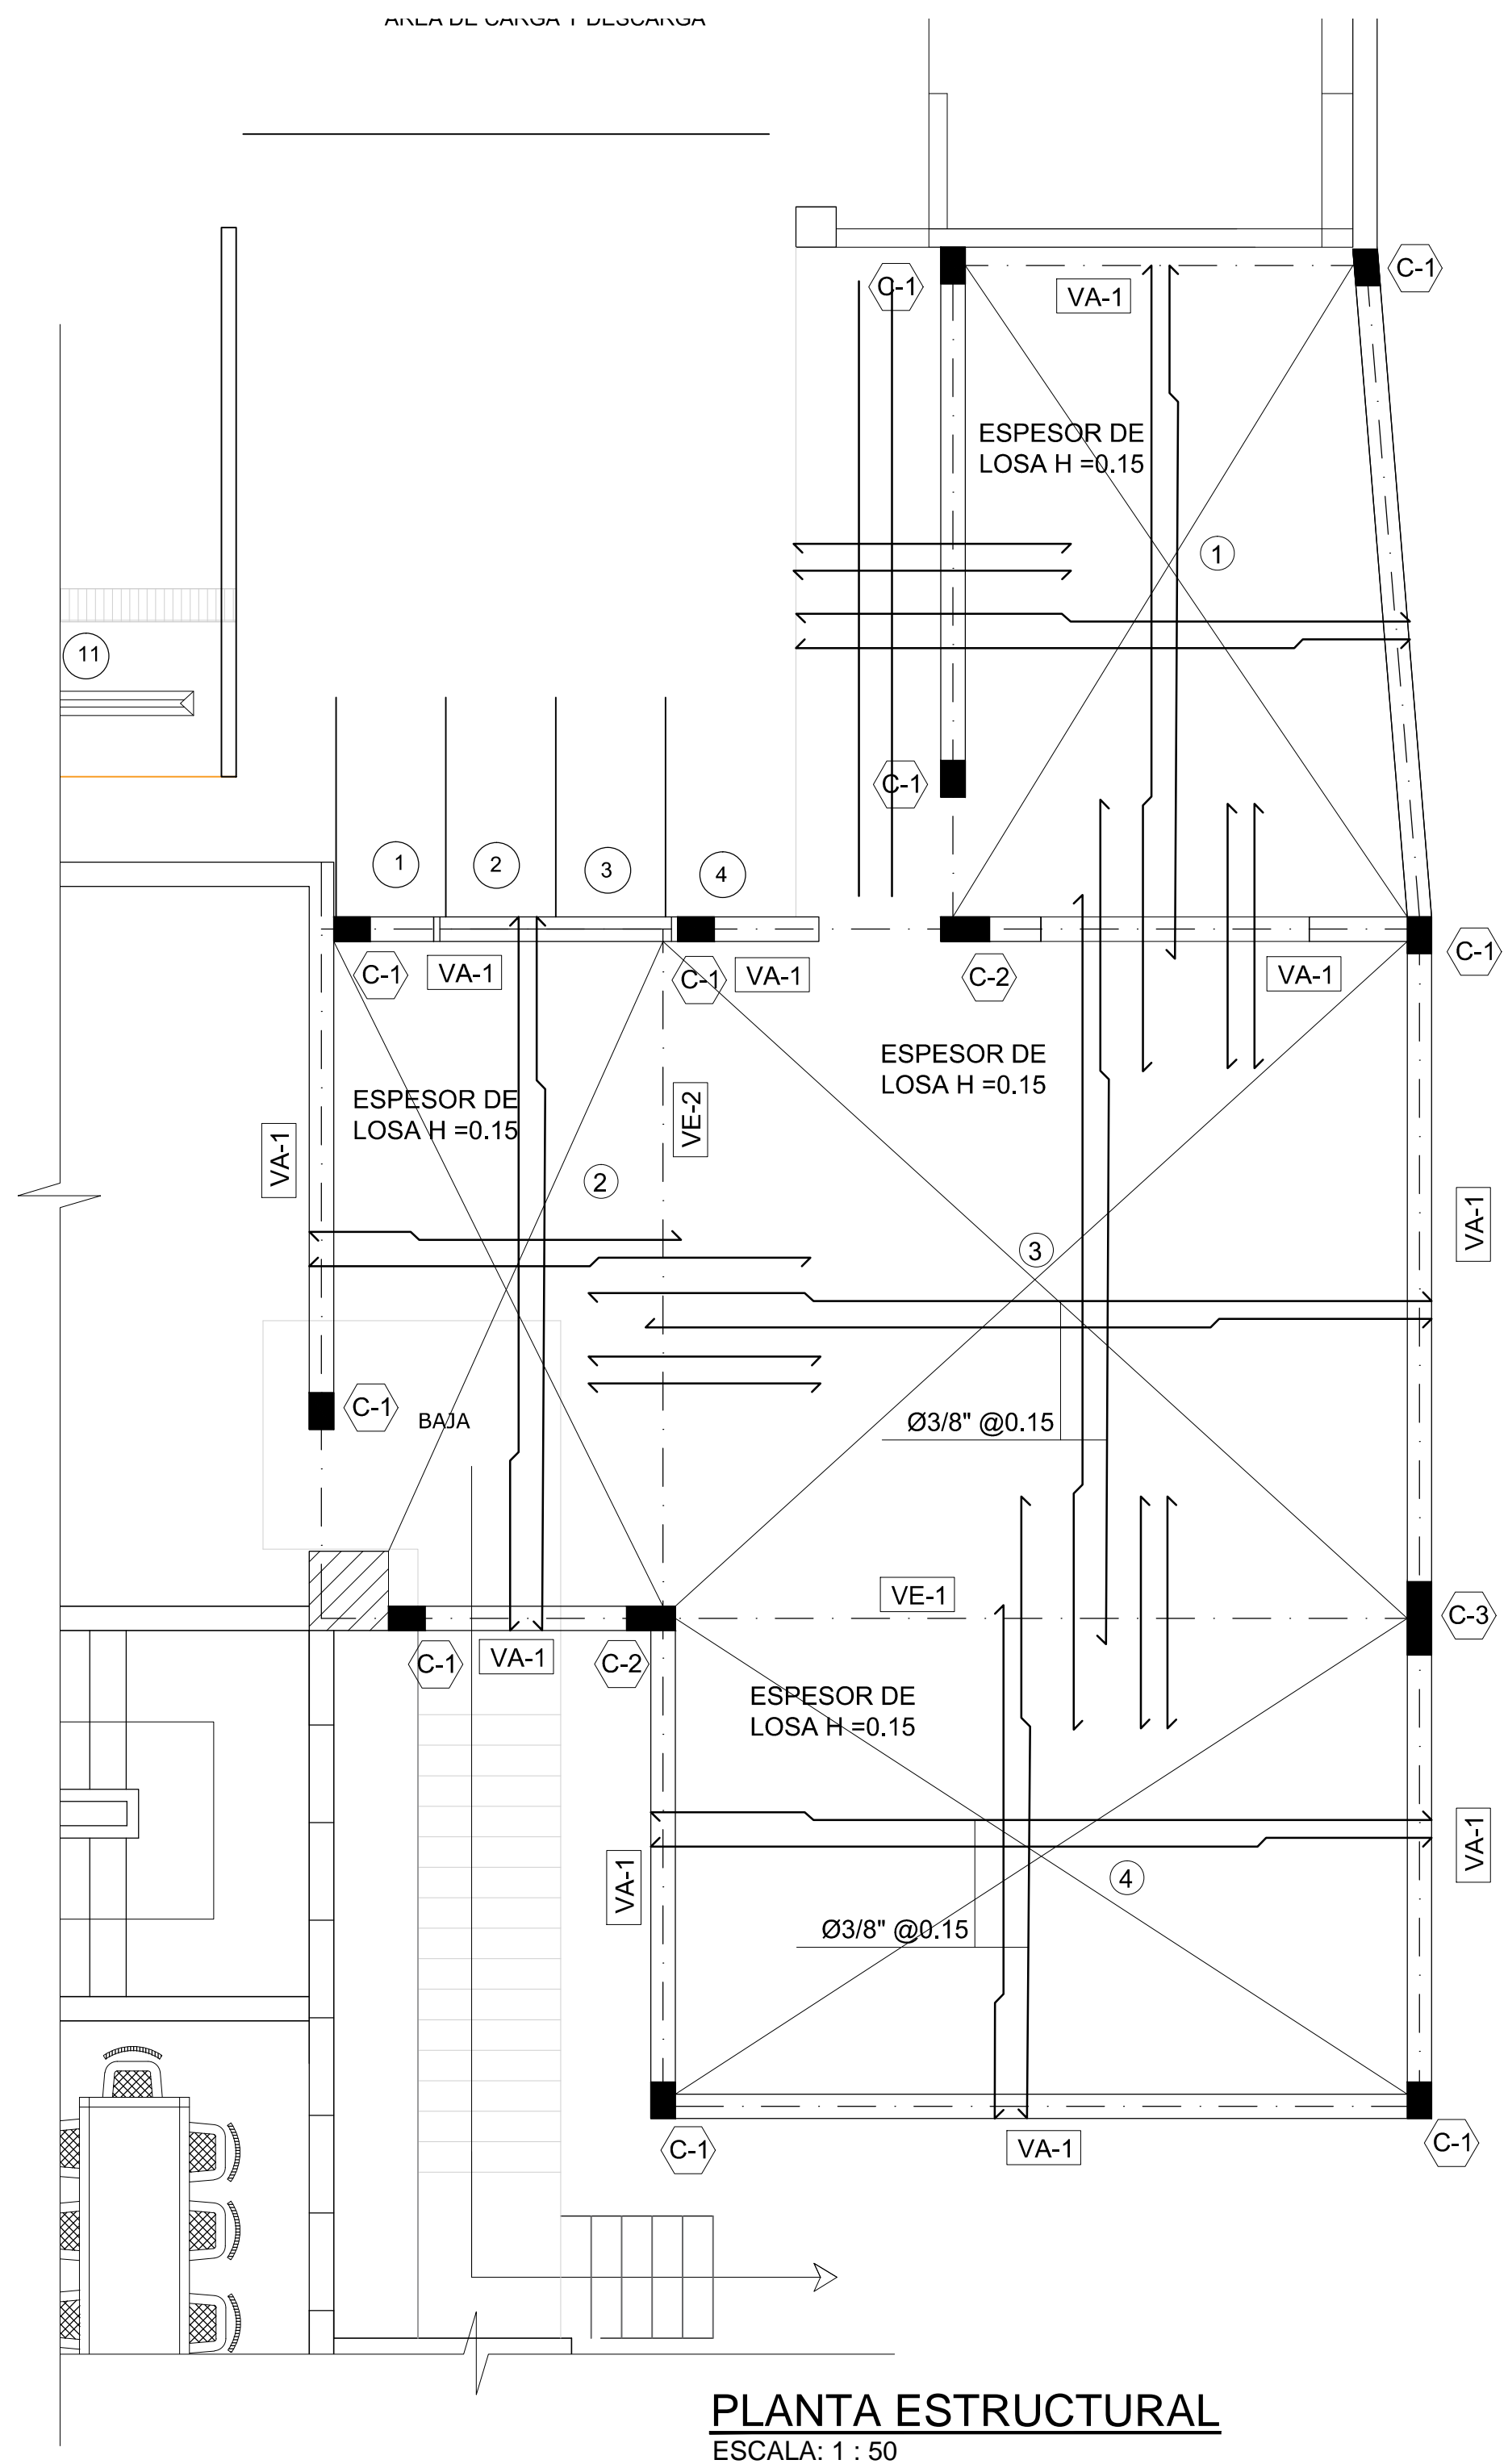 AREA DE CARGA Y DESCARGA
C-1
VA-1
C-1
ESPESOR DE
LOSA H =0.15
1
11
C-1
1
2
3
4
C-1
VA-1
C-1
VA-1
C-2
VA-1
C-1
ESPESOR DE
LOSA H =0.15
ESPESOR DE
LOSA H =0.15
VE-2
VA-1
2
VA-1
3
C-1
BAJA
Ø3/8" @0.15
VE-1
C-3
C-1
VA-1
C-2
ESPESOR DE
LOSA H =0.15
VA-1
VA-1
4
Ø3/8" @0.15
C-1
VA-1
C-1
PLANTA ESTRUCTURAL
ESCALA: 1 : 50